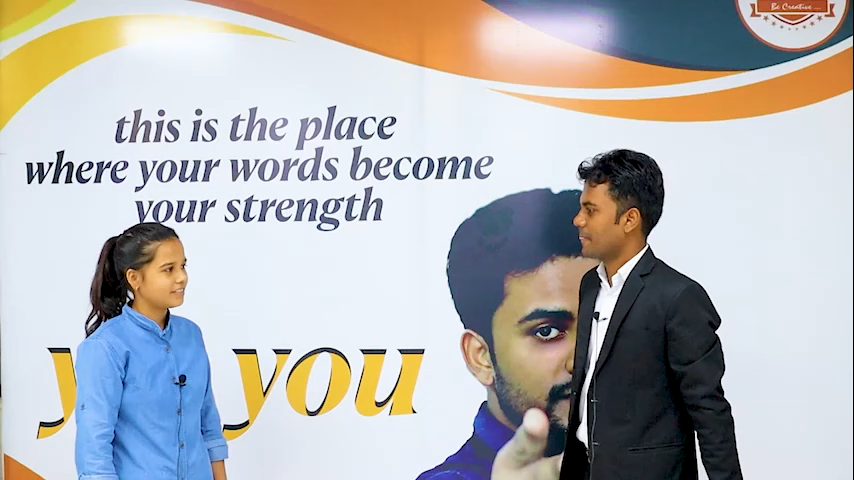 Be Creative ...
this is the place
where your words become
your strength
y you